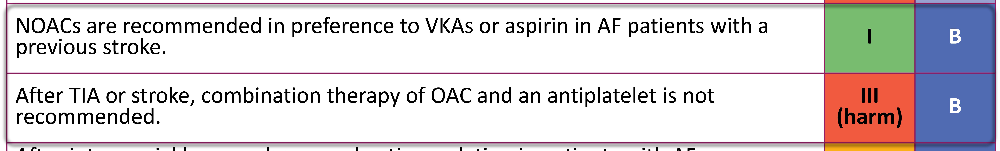 NOACs are recommended in preference to VKAs or aspirin in AF patients with a
previous stroke.
I
B
After TIA or stroke, combination therapy of OAC and an antiplatelet is not
recommended.
III
(harm)
B